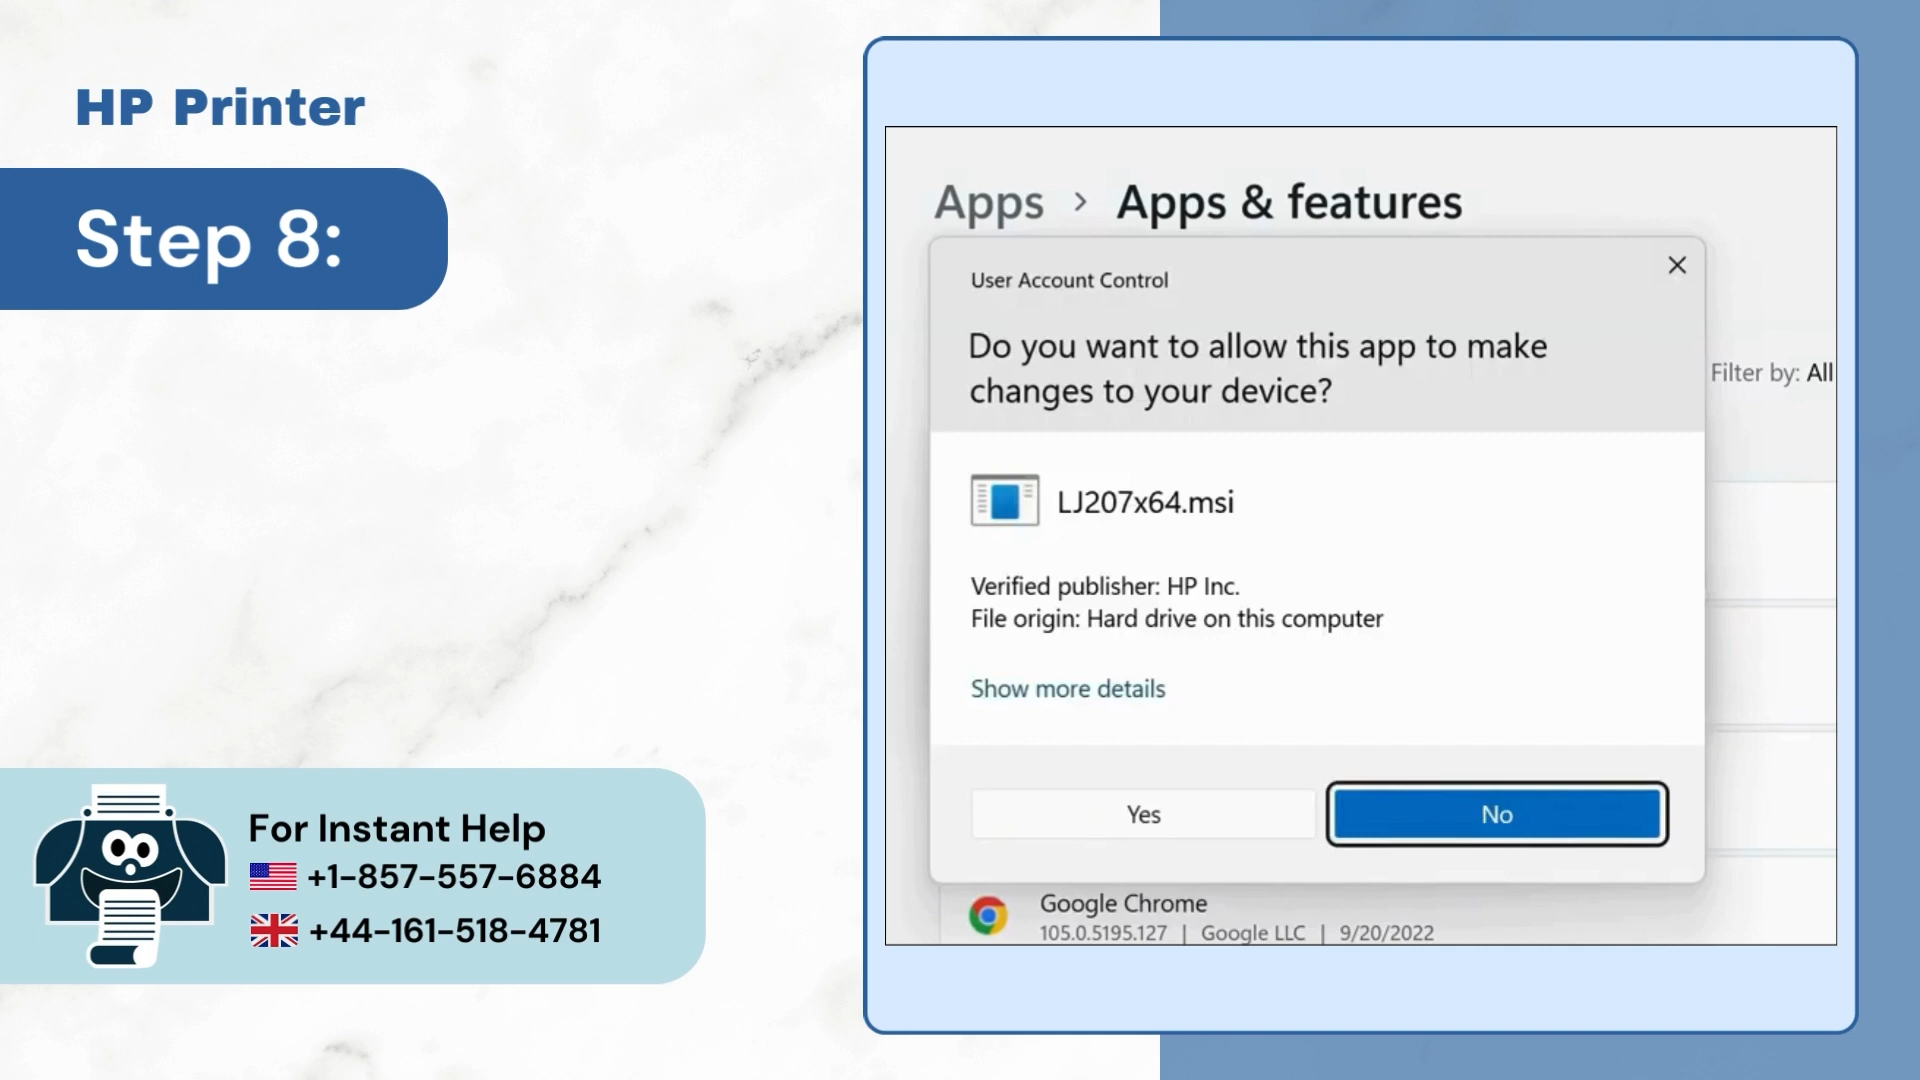 HP Printer
Step 8:
For Instant Help
+1-857-557-6884
+44-161-518-4781
Apps > Apps & features
User Account Control
Do you want to allow this app to make
changes to your device?
Filter by: All
LJ207x64.msi
Verified publisher: HP Inc.
File origin: Hard drive on this computer
Show more details
Yes
No
Google Chrome
105.0.5195.127 | Google LLC | 9/20/2022